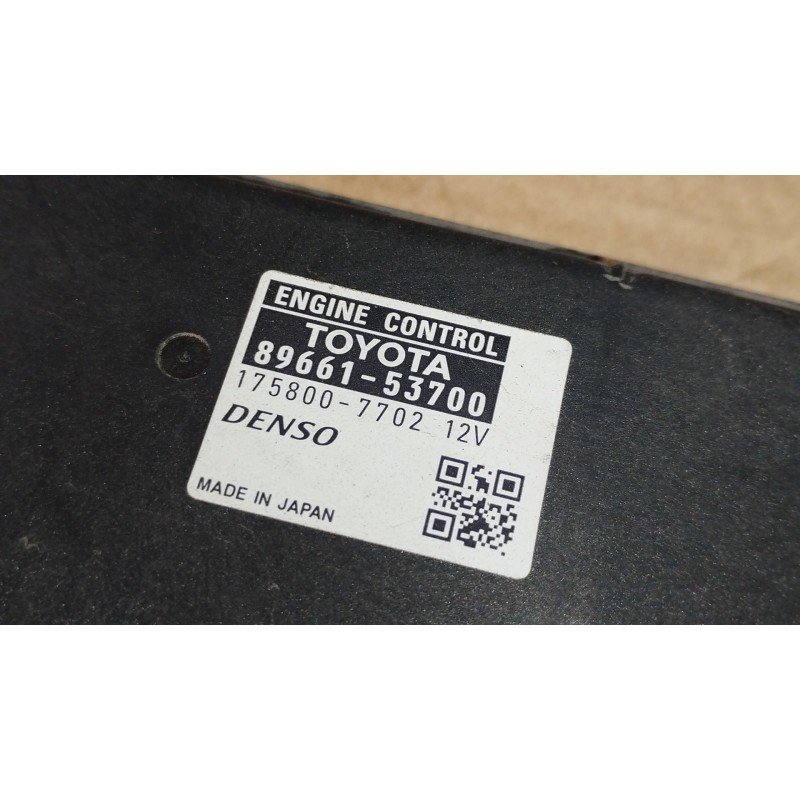 ENGINE CONTROL
TOYOTA
89661-53700
175800-7702 12V
DENSO
MADE IN JAPAN